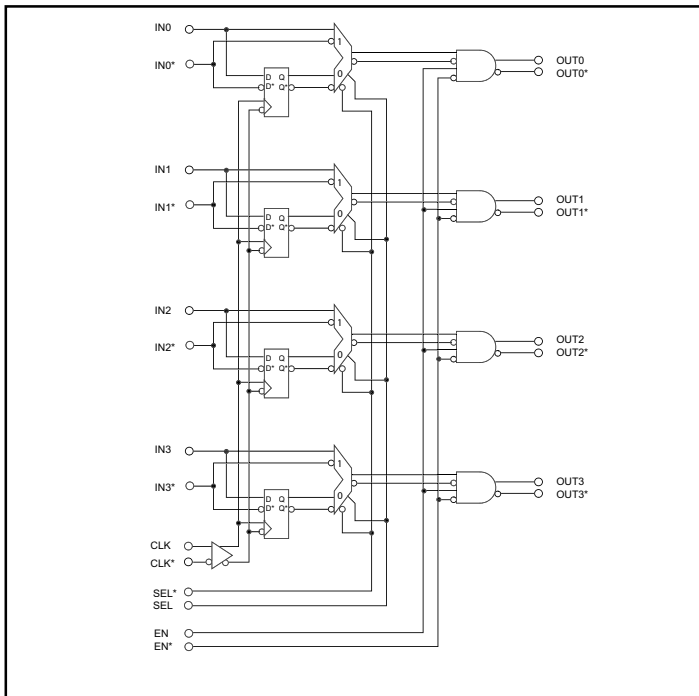 IN0
IN0*
1
0
D Q
D* Q*
OUT0
OUT0*
IN1
IN1*
1
0
D Q
D* Q*
OUT1
OUT1*
IN2
IN2*
1
0
D Q
D* Q*
OUT2
OUT2*
IN3
IN3*
1
0
D Q
D* Q*
OUT3
OUT3*
CLK
CLK*
SEL*
SEL
EN
EN*